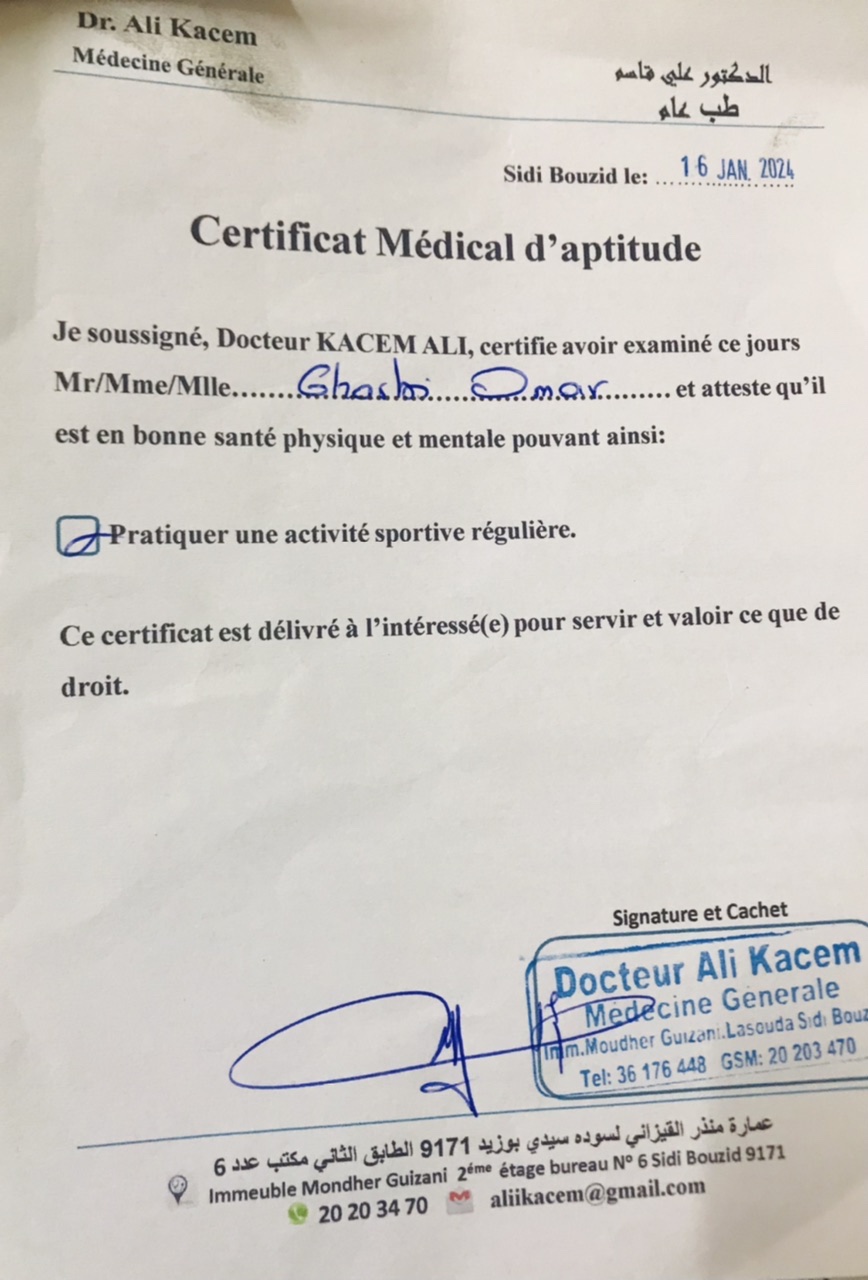 Dr. Ali Kacem
Médecine Générale
الدكتور علي قاسم
طب عام
Sidi Bouzid le: ... 16 JAN. 2024
Certificat Médical d'aptitude
Je soussigné, Docteur KACEM ALI, certifie avoir examiné ce jours
Mr/Mme/Mlle.......Gharbi.....Omar......... et atteste qu'il
est en bonne santé physique et mentale pouvant ainsi:
Pratiquer une activité sportive régulière.
Ce certificat est délivré à l'intéressé(e) pour servir et valoir ce que de
droit.
Signature et Cachet
Docteur Ali Kacem
Médecine Générale
Imm.Moudher Guizani.Lasouda Sidi Bouz
Tel: 36 176 448 GSM: 20 203 470
عمارة منذر القيزاني لسوده سيدي بوزيد 9171 الطابق الثاني مكتب عدد 6
Immeuble Mondher Guizani 2éme étage bureau N° 6 Sidi Bouzid 9171
20 20 34 70 aliikacem@gmail.com